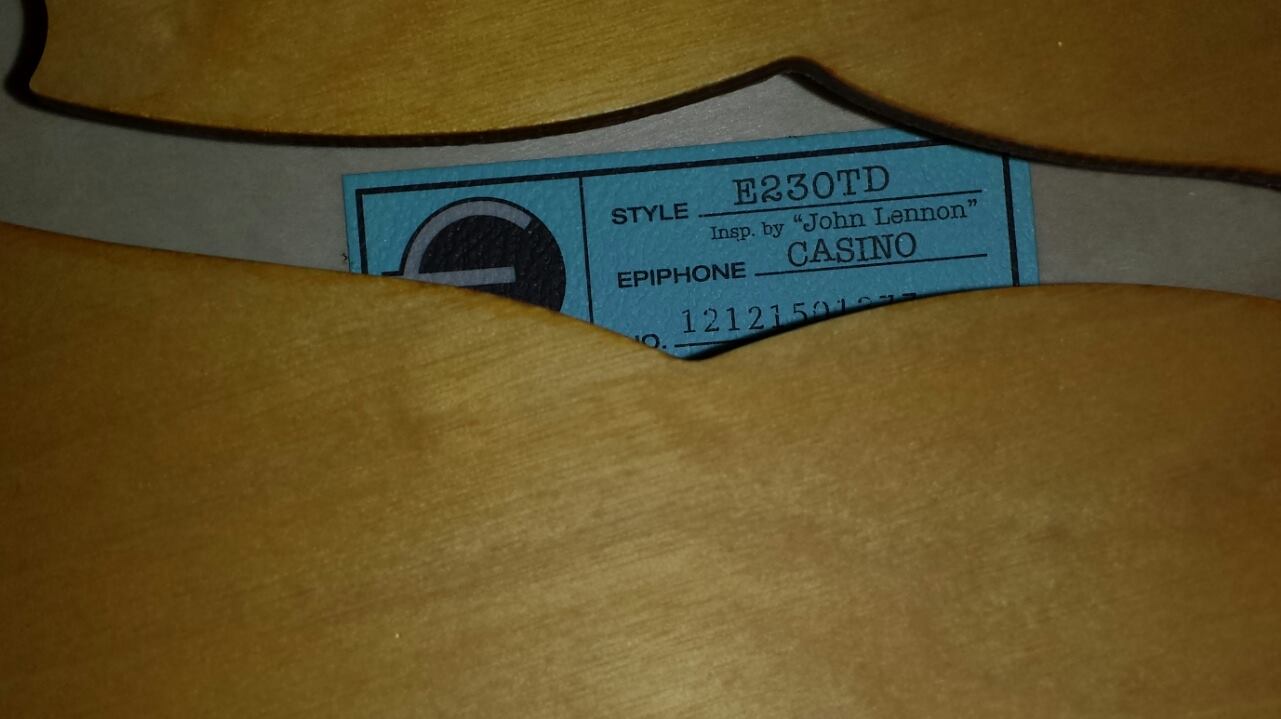 STYLE E230TD
Insp. by "John Lennon"
EPIPHONE CASINO